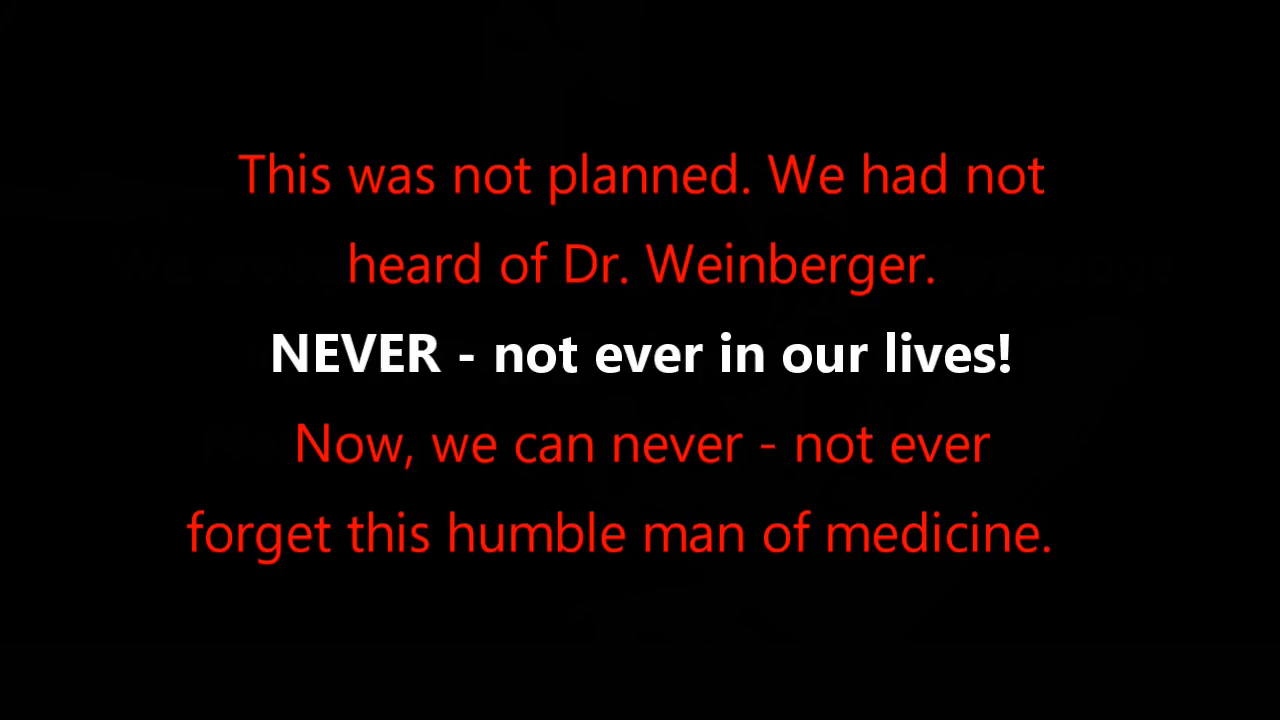 This was not planned. We had not
heard of Dr. Weinberger.
NEVER - not ever in our lives!
Now, we can never - not ever
forget this humble man of medicine.